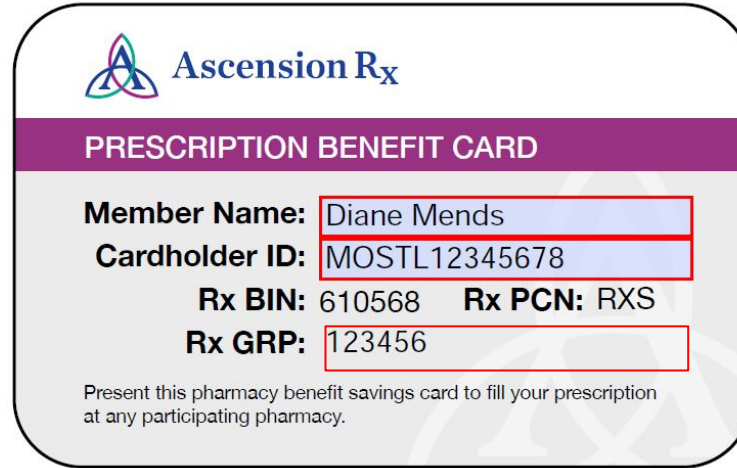 Ascension Rx
PRESCRIPTION BENEFIT CARD
Member Name: Diane Mends
Cardholder ID: MOSTL12345678
Rx BIN: 610568 Rx PCN: RXS
Rx GRP: 123456
Present this pharmacy benefit savings card to fill your prescription
at any participating pharmacy.